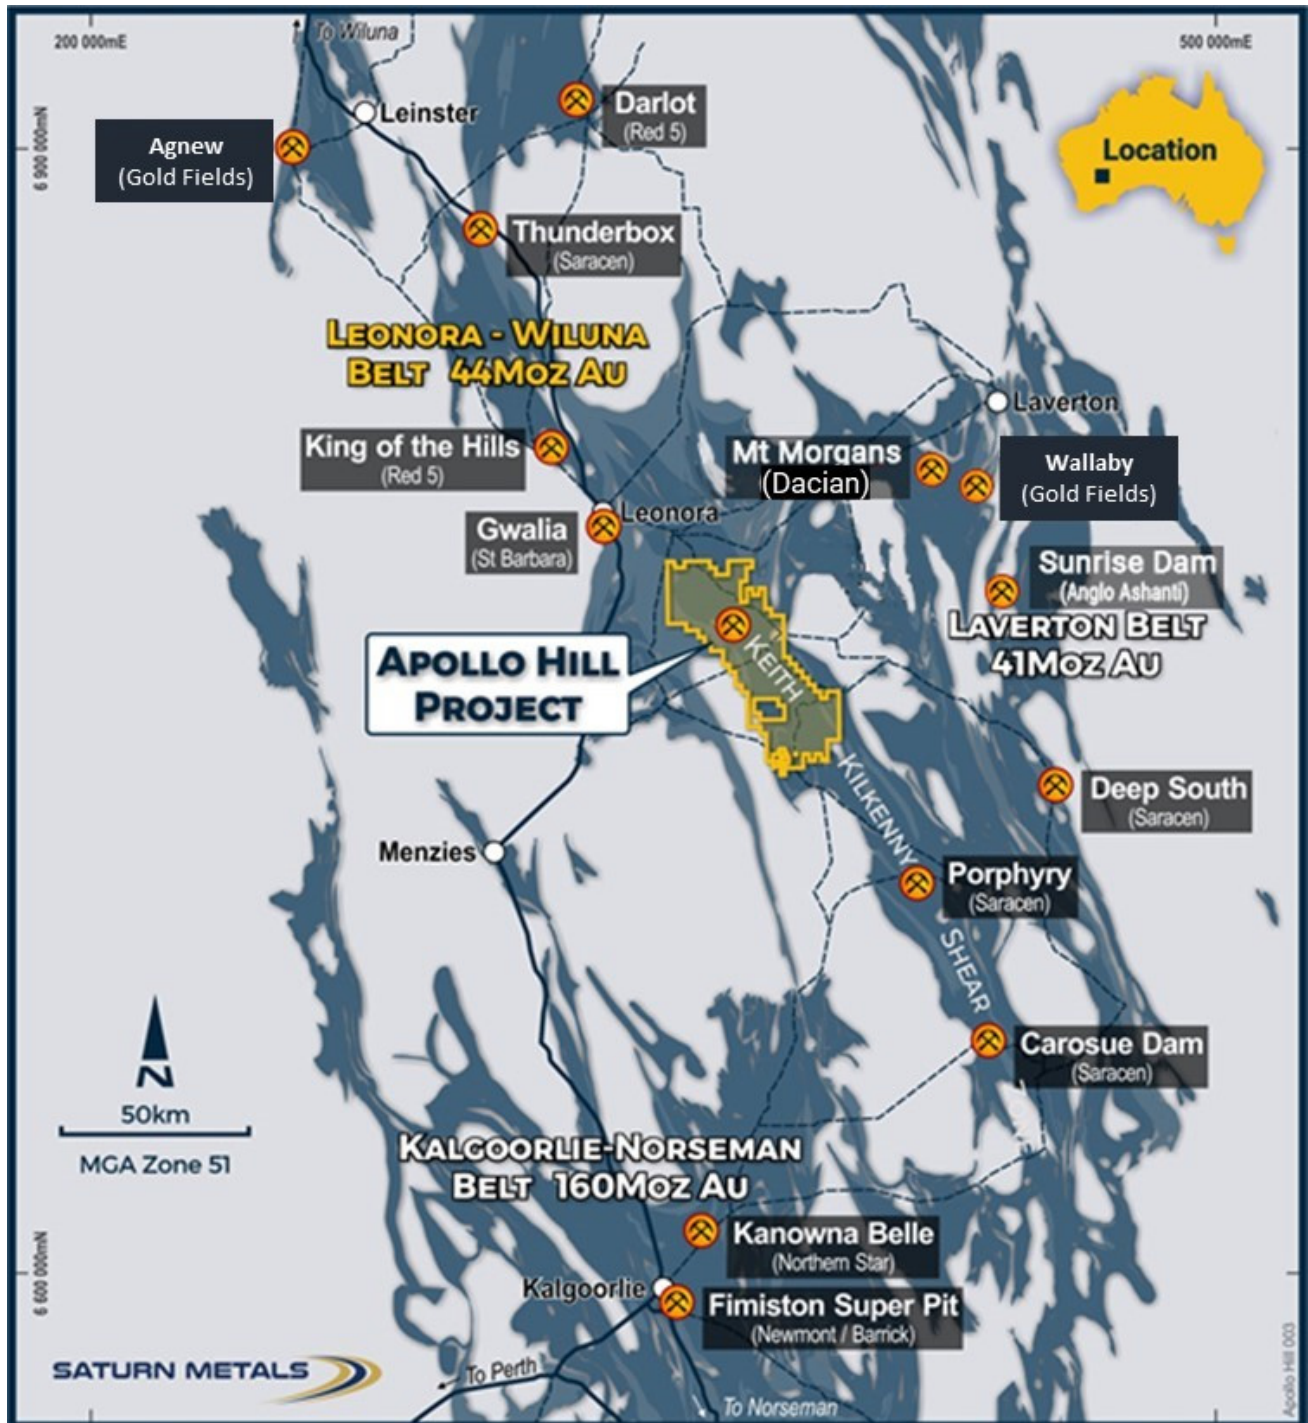 To Wiluna
200 000mE
500 000mE
Leinster
Darlot
(Red 5)
6 900 000mN
Agnew
(Gold Fields)
Location
Thunderbox
(Saracen)
LEONORA - WILUNA
BELT 44MOZ AU
Laverton
King of the Hills
(Red 5)
Mt Morgans
(Dacian)
Wallaby
(Gold Fields)
Leonora
Gwalia
(St Barbara)
Sunrise Dam
(Anglo Ashanti)
LAVERTON BELT
41MOZ AU
APOLLO HILL
PROJECT
KEITH
KILKENNY
SHEAR
Deep South
(Saracen)
Menzies
Porphyry
(Saracen)
Carosue Dam
(Saracen)
N
50km
MGA Zone 51
KALGOORLIE-NORSEMAN
BELT 160MOZ AU
Kanowna Belle
(Northern Star)
6 600 000mN
Kalgoorlie
Fimiston Super Pit
(Newmont / Barrick)
SATURN METALS
To Perth
To Norseman
Apollo Hill 003